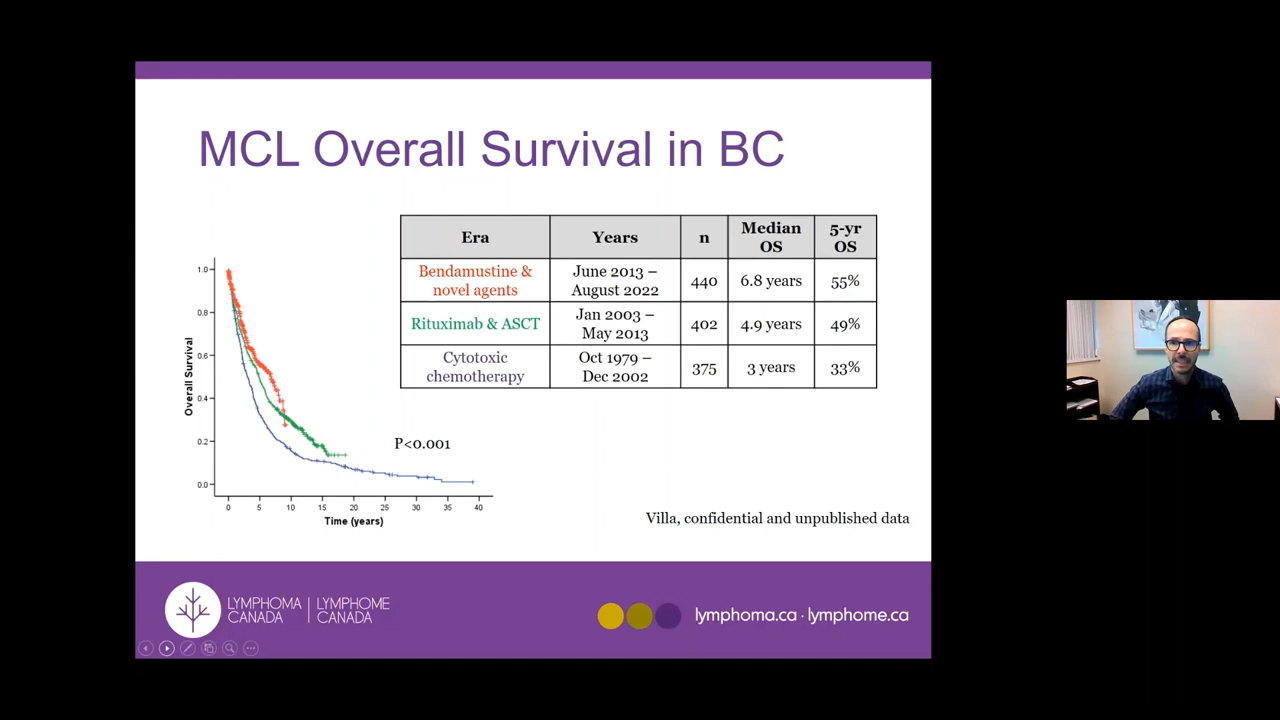 MCL Overall Survival in BC
Era Years n Median OS 5-yr OS
Bendamustine & novel agents June 2013 – August 2022 440 6.8 years 55%
Rituximab & ASCT Jan 2003 – May 2013 402 4.9 years 49%
Cytotoxic chemotherapy Oct 1979 – Dec 2002 375 3 years 33%
Overall Survival
1.0
0.8
0.6
0.4
0.2
0.0
0 5 10 15 20 25 30 35 40
Time (years)
P<0.001
Villa, confidential and unpublished data
LYMPHOMA CANADA
LYMPHOME CANADA
lymphoma.ca · lymphome.ca